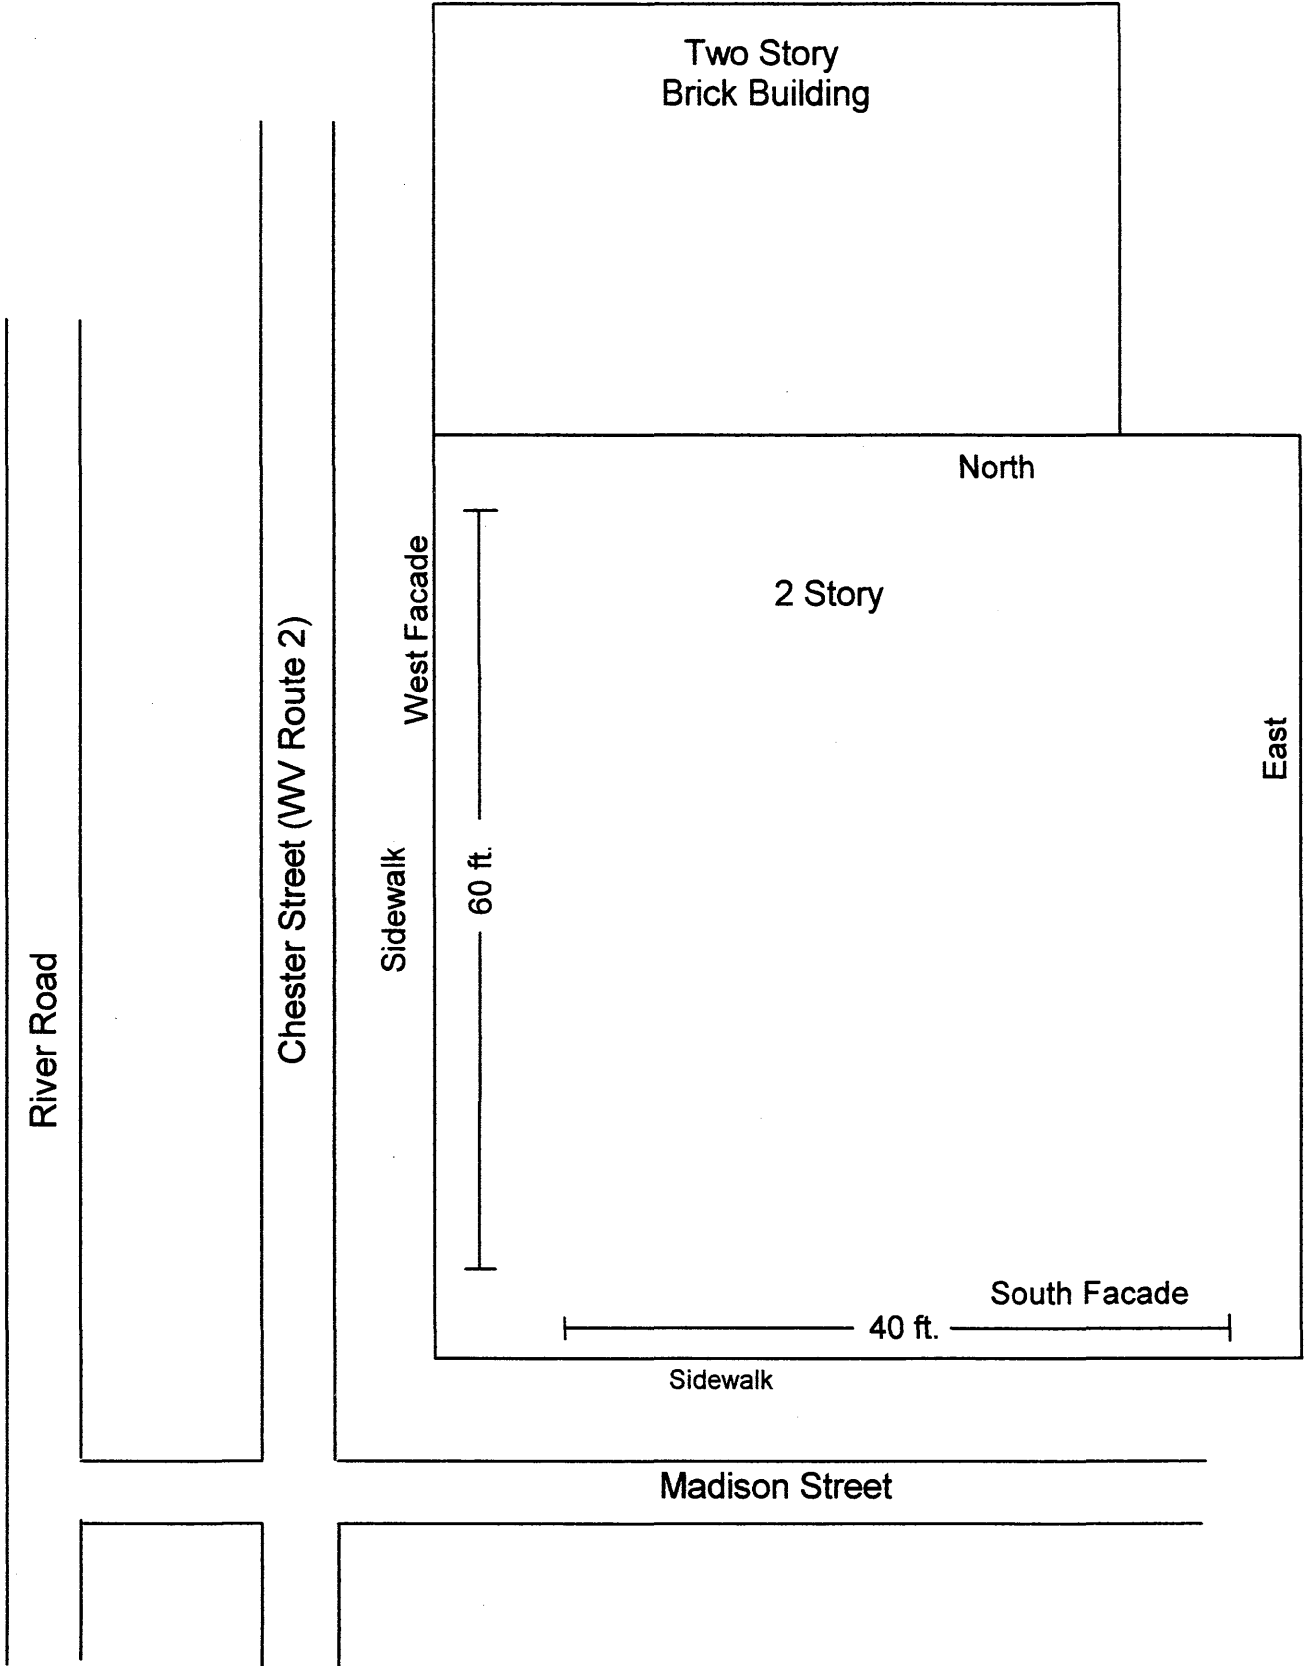 Two Story
Brick Building
North
2 Story
West Facade
Chester Street (WV Route 2)
East
Sidewalk
60 ft.
River Road
South Facade
40 ft.
Sidewalk
Madison Street